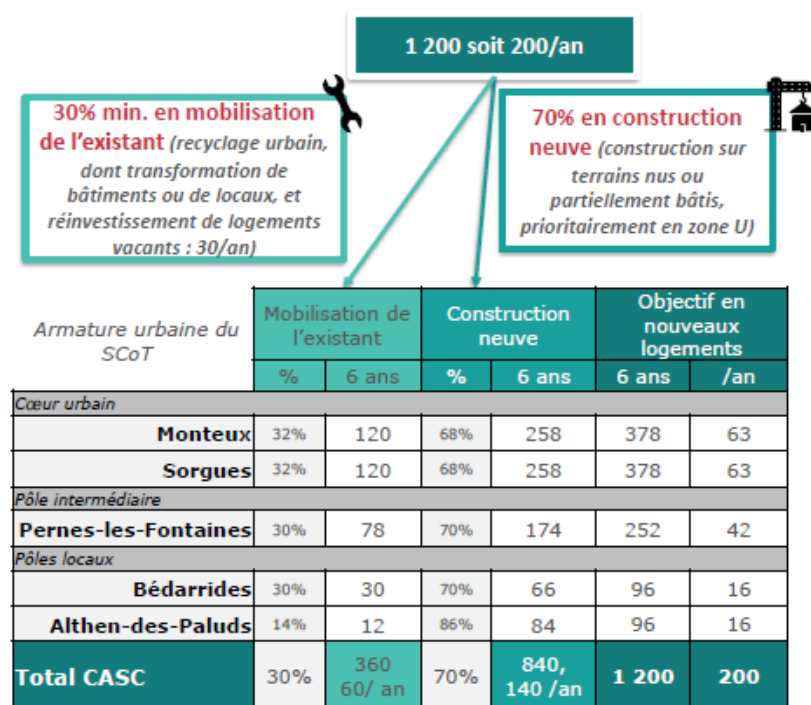 1 200 soit 200/an
30% min. en mobilisation
de l'existant (recyclage urbain,
dont transformation de
bâtiments ou de locaux, et
réinvestissement de logements
vacants : 30/an)
70% en construction
neuve (construction sur
terrains nus ou
partiellement bâtis,
prioritairement en zone U)
Armature urbaine du
SCoT
Mobilisation de
l'existant
Construction
neuve
Objectif en
nouveaux
logements
% 6 ans % 6 ans 6 ans /an
Cœur urbain
Monteux 32% 120 68% 258 378 63
Sorgues 32% 120 68% 258 378 63
Pôle intermédiaire
Pernes-les-Fontaines 30% 78 70% 174 252 42
Pôles locaux
Bédarrides 30% 30 70% 66 96 16
Althen-des-Paluds 14% 12 86% 84 96 16
Total CASC 30% 360 60/ an 70% 840, 140 /an 1 200 200